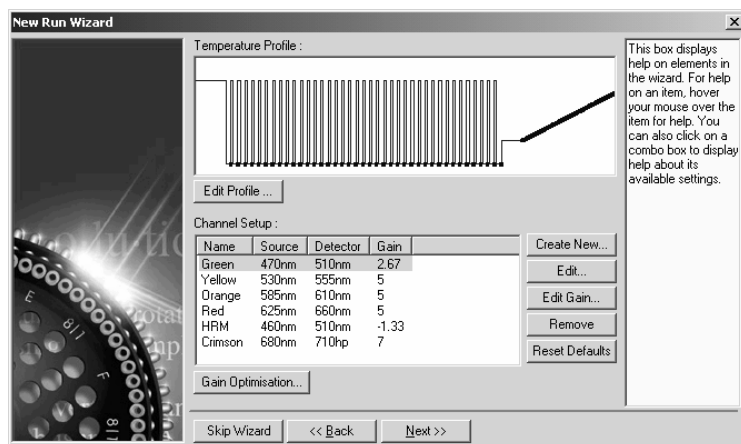 New Run Wizard
Temperature Profile :
This box displays
help on elements in
the wizard. For help
on an item, hover
your mouse over the
item for help. You
can also click on a
combo box to display
help about its
available settings.
Edit Profile ...
Channel Setup :
Name Source Detector Gain
Green 470nm 510nm 2.67
Yellow 530nm 555nm 5
Orange 585nm 610nm 5
Red 625nm 660nm 5
HRM 460nm 510nm -1.33
Crimson 680nm 710hp 7
Create New...
Edit...
Edit Gain...
Remove
Reset Defaults
Gain Optimisation...
Skip Wizard
<< Back
Next >>
E
8|7
F
8|7